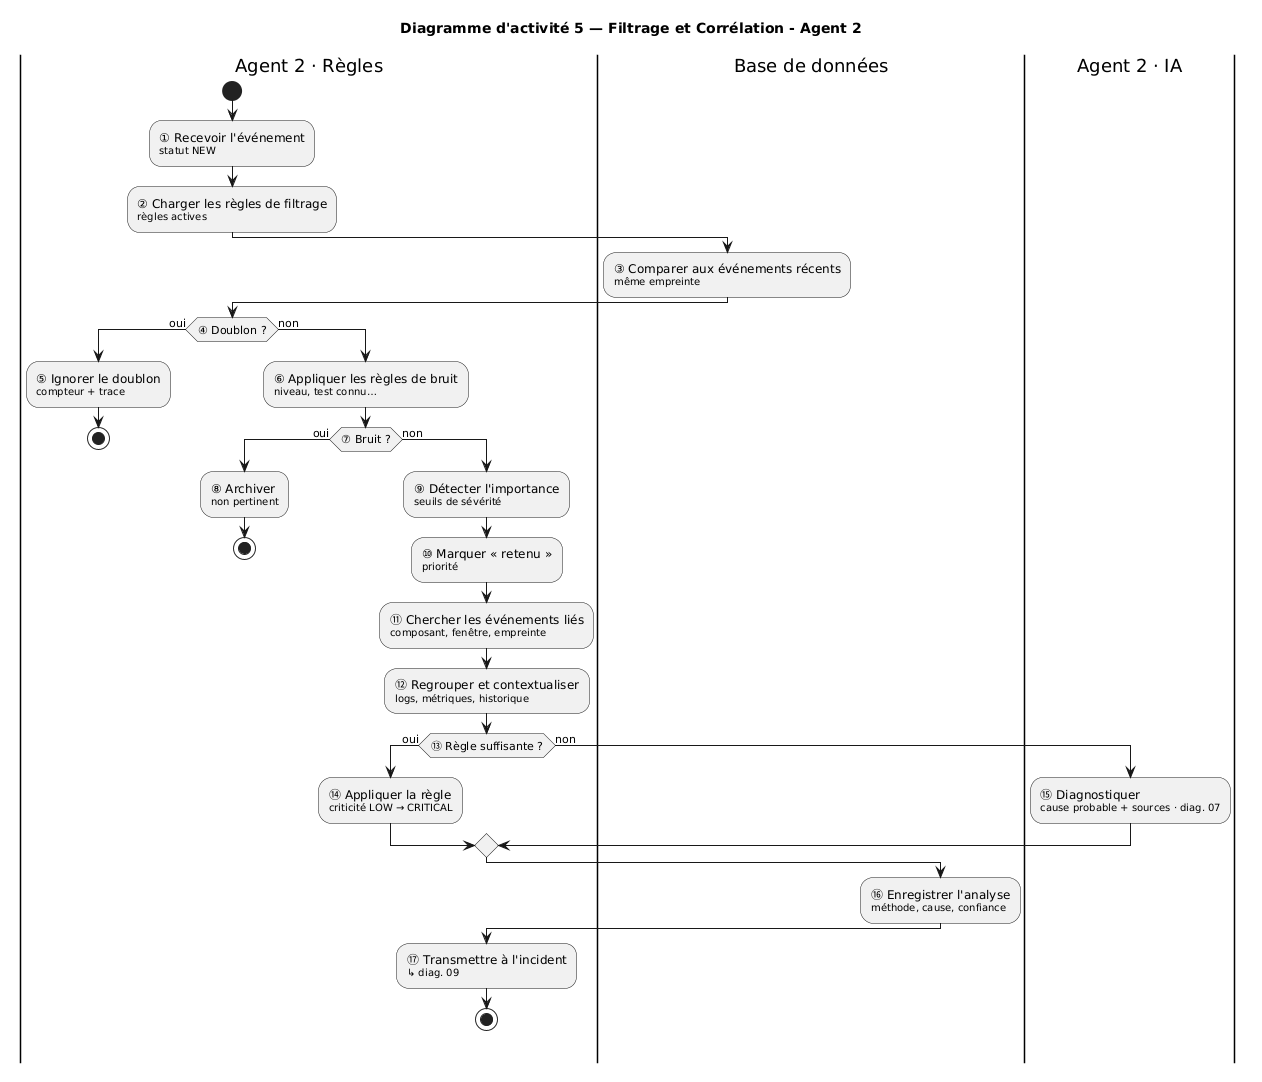 Diagramme d'activité 5 — Filtrage et Corrélation - Agent 2
Agent 2 · Règles
Base de données
Agent 2 · IA
① Recevoir l'événement
statut NEW
② Charger les règles de filtrage
règles actives
③ Comparer aux événements récents
même empreinte
oui
④ Doublon ?
non
⑤ Ignorer le doublon
compteur + trace
⑥ Appliquer les règles de bruit
niveau, test connu...
oui
⑦ Bruit ?
non
⑧ Archiver
non pertinent
⑨ Détecter l'importance
seuils de sévérité
⑩ Marquer « retenu »
priorité
⑪ Chercher les événements liés
composant, fenêtre, empreinte
⑫ Regrouper et contextualiser
logs, métriques, historique
oui
⑬ Règle suffisante ?
non
⑭ Appliquer la règle
criticité LOW → CRITICAL
⑮ Diagnostiquer
cause probable + sources · diag. 07
⑯ Enregistrer l'analyse
méthode, cause, confiance
⑰ Transmettre à l'incident
↳ diag. 09